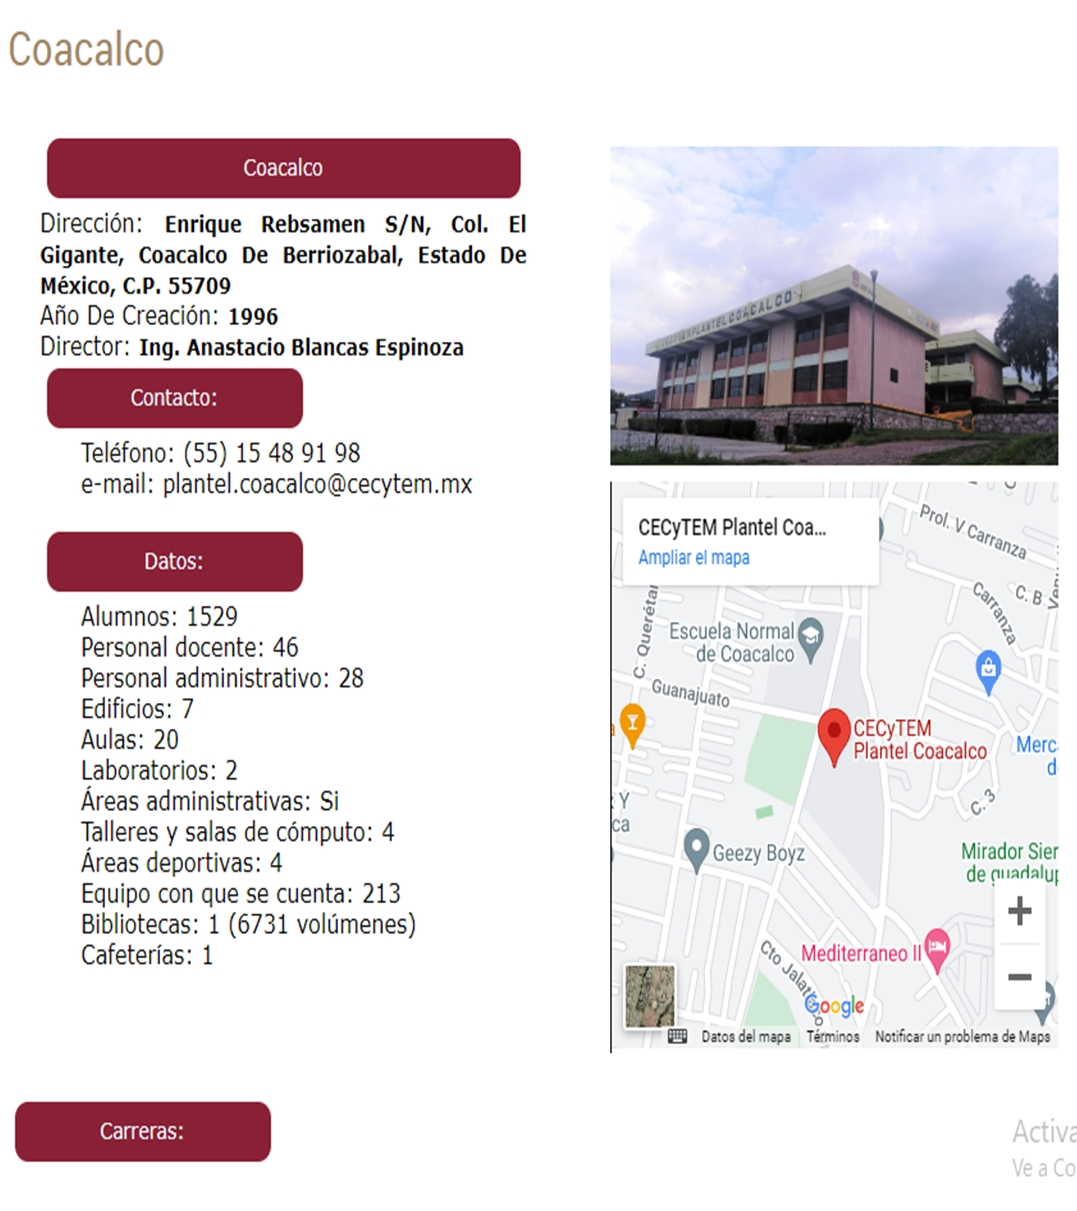 Coacalco
Coacalco
Dirección: Enrique Rebsamen S/N, Col. El
Gigante, Coacalco De Berriozabal, Estado De
México, C.P. 55709
Año De Creación: 1996
Director: Ing. Anastacio Blancas Espinoza
Contacto:
Teléfono: (55) 15 48 91 98
e-mail: plantel.coacalco@cecytem.mx
Datos:
Alumnos: 1529
Personal docente: 46
Personal administrativo: 28
Edificios: 7
Aulas: 20
Laboratorios: 2
Áreas administrativas: Si
Talleres y salas de cómputo: 4
Áreas deportivas: 4
Equipo con que se cuenta: 213
Bibliotecas: 1 (6731 volúmenes)
Cafeterías: 1
Carreras:
PLANTEL COACALCO
CECyTEM Plantel Coa...
Ampliar el mapa
Prol. V Carranza
C. B
Carranza
C. Querétar
Escuela Normal
de Coacalco
Guanajuato
CECyTEM
Plantel Coacalco
Merc
d
Y
ca
C. 3
Geezy Boyz
Mirador Sier
de guadalup
Mediterraneo II
Cto Jalat
Google
Datos del mapa
Términos
Notificar un problema de Maps
Activa
Ve a Co